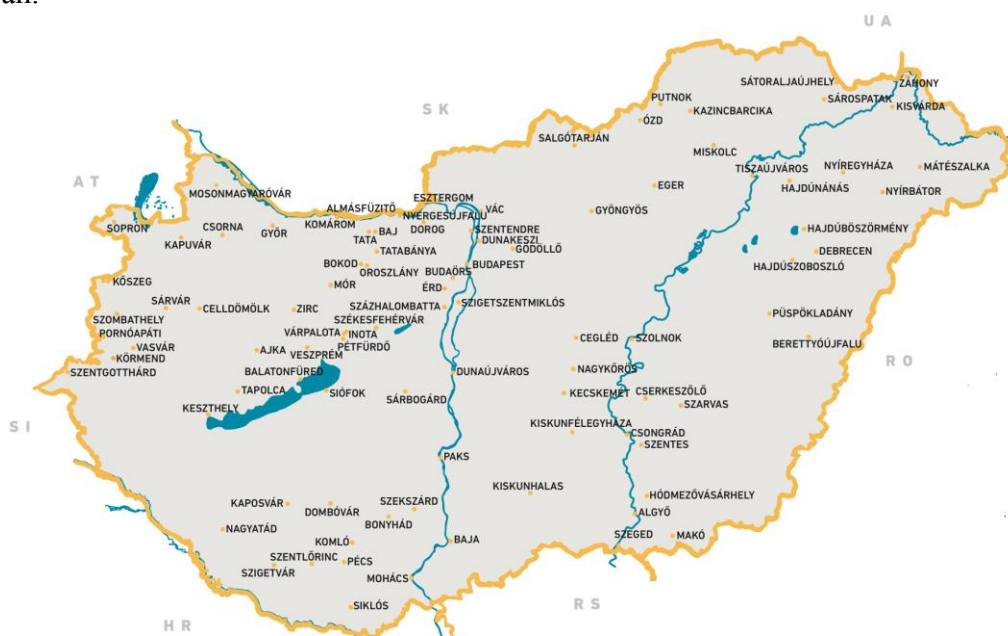 an.
UA
SK
SÁTORALJAÚJHELY
ZÁHONY
PUTNOK
SÁROSPATAK
KISVÁRDA
KAZINCBARCIKA
ÓZD
SALGÓTARJÁN
MISKOLC
TISZAÚJVÁROS
NYÍREGYHÁZA
MÁTÉSZALKA
AT
MOSONMAGYARÓVÁR
EGER
HAJDÚNÁNÁS
NYÍRBÁTOR
ESZTERGOM
ALMÁSFÜZITŐ
NYERGESÚJFALU
VÁC
GYÖNGYÖS
SOPRON
CSORNA
GYŐR
KOMÁROM
BAJ
DOROG
SZENTENDRE
HAJDÚBÖSZÖRMÉNY
KAPUVÁR
TATA
DUNAKESZI
TATABÁNYA
GÖDÖLLŐ
DEBRECEN
BOKOD
OROSZLÁNY
BUDAPEST
HAJDÚSZOBOSZLÓ
BUDAÖRS
KŐSZEG
MÓR
ÉRD
SÁRVÁR
CELLDÖMÖLK
ZIRC
SZÁZHALOMBATTA
SZIGETSZENTMIKLÓS
SZOMBATHELY
SZÉKESFEHÉRVÁR
PÜSPÖKLADÁNY
PORNÓAPÁTI
VÁRPALOTA
INOTA
VASVÁR
PÉTFÜRDŐ
CEGLÉD
SZOLNOK
BERETTYÓÚJFALU
KÖRMEND
AJKA
VESZPRÉM
RO
SZENTGOTTHÁRD
BALATONFÜRED
DUNAÚJVÁROS
NAGYKŐRÖS
TAPOLCA
SIÓFOK
SÁRBOGÁRD
KECSKEMÉT
CSERKESZŐLŐ
SZARVAS
KESZTHELY
SI
KISKUNFÉLEGYHÁZA
CSONGRÁD
SZENTES
PAKS
KISKUNHALAS
HÓDMEZŐVÁSÁRHELY
KAPOSVÁR
DOMBÓVÁR
SZEKSZÁRD
BONYHÁD
ALGYŐ
NAGYATÁD
SZEGED
MAKÓ
KOMLÓ
BAJA
SZENTLŐRINC
PÉCS
SZIGETVÁR
MOHÁCS
SIKLÓS
RS
HR